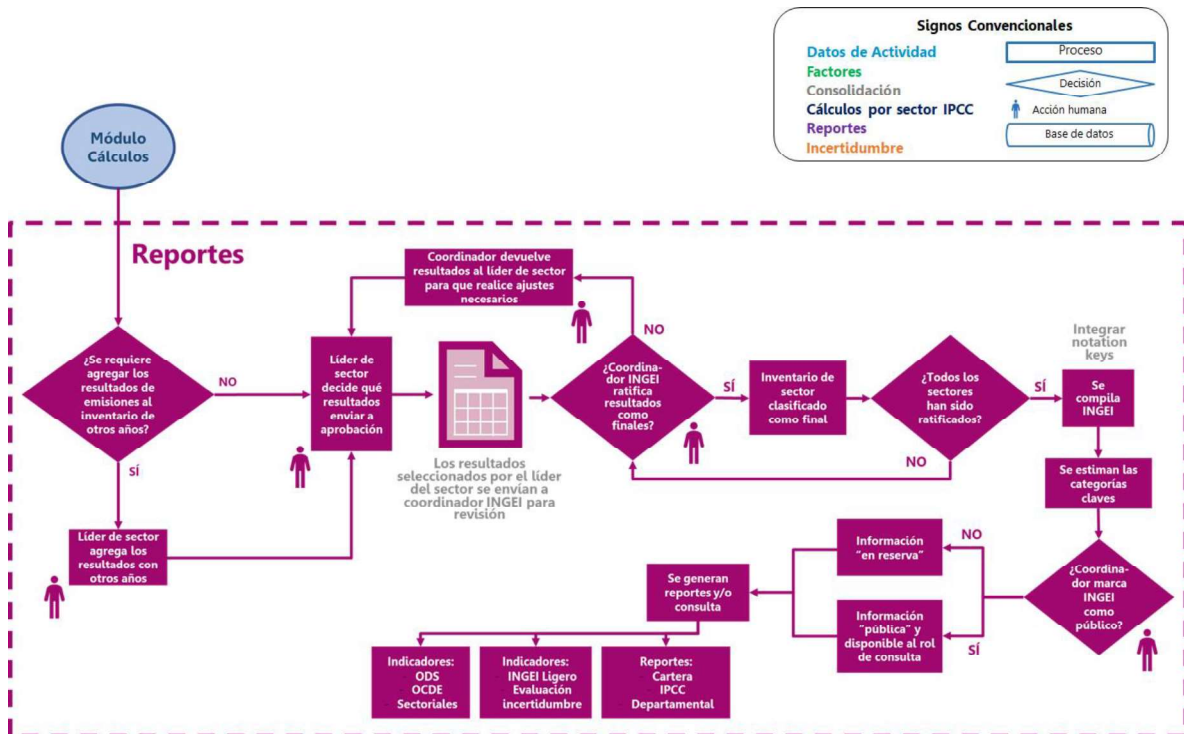 Signos Convencionales
Datos de Actividad
Factores
Consolidación
Cálculos por sector IPCC
Reportes
Incertidumbre
Proceso
Decisión
Acción humana
Base de datos
Módulo
Cálculos
Reportes
Coordinador devuelve
resultados al líder de sector
para que realice ajustes
necesarios
¿Se requiere
agregar los
resultados de
emisiones al
inventario de
otros años?
NO
SÍ
Líder de sector
agrega los
resultados con
otros años
Líder de
sector
decide qué
resultados
enviar a
aprobación
Los resultados
seleccionados por el líder
del sector se envían a
coordinador INGEI para
revisión
NO
¿Coordina-
dor INGEI
ratifica
resultados
como
finales?
SÍ
Inventario de
sector
clasificado
como final
¿Todos los
sectores
han sido
ratificados?
NO
SÍ
Integrar
notation
keys
Se
compila
INGEI
Se estiman las
categorías
claves
¿Coordina-
dor marca
INGEI
como
público?
NO
SÍ
Información
"en reserva"
Información
"pública" y
disponible al rol
de consulta
Se generan
reportes y/o
consulta
Indicadores:
- ODS
- OCDE
- Sectoriales
Indicadores:
- INGEI Ligero
- Evaluación
incertidumbre
Reportes:
- Cartera
- IPCC
- Departamental